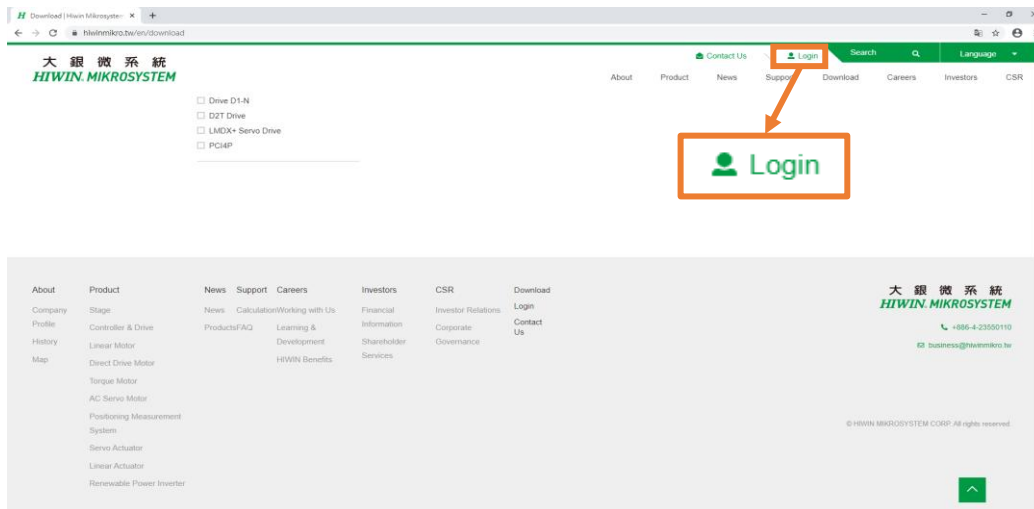 Download | Hiwin Mikrosystem
hiwinmikro.tw/en/download
大銀微系統
HIWIN. MIKROSYSTEM
Contact Us
Login
Search
Language
About Product News Support Download Careers Investors CSR
Drive D1-N
D2T Drive
LMDX+ Servo Drive
PCI4P
Login
About
Company
Profile
History
Map
Product
Stage
Controller & Drive
Linear Motor
Direct Drive Motor
Torque Motor
AC Servo Motor
Positioning Measurement
System
Servo Actuator
Linear Actuator
Renewable Power Inverter
News
News
Products
Support
Calculation
FAQ
Careers
Working with Us
Learning &
Development
HIWIN Benefits
Investors
Financial
Information
Shareholder
Services
CSR
Investor Relations
Corporate
Governance
Download
Login
Contact
Us
大銀微系統
HIWIN. MIKROSYSTEM
+886-4-23550110
business@hiwinmikro.tw
© HIWIN MIKROSYSTEM CORP. All rights reserved.